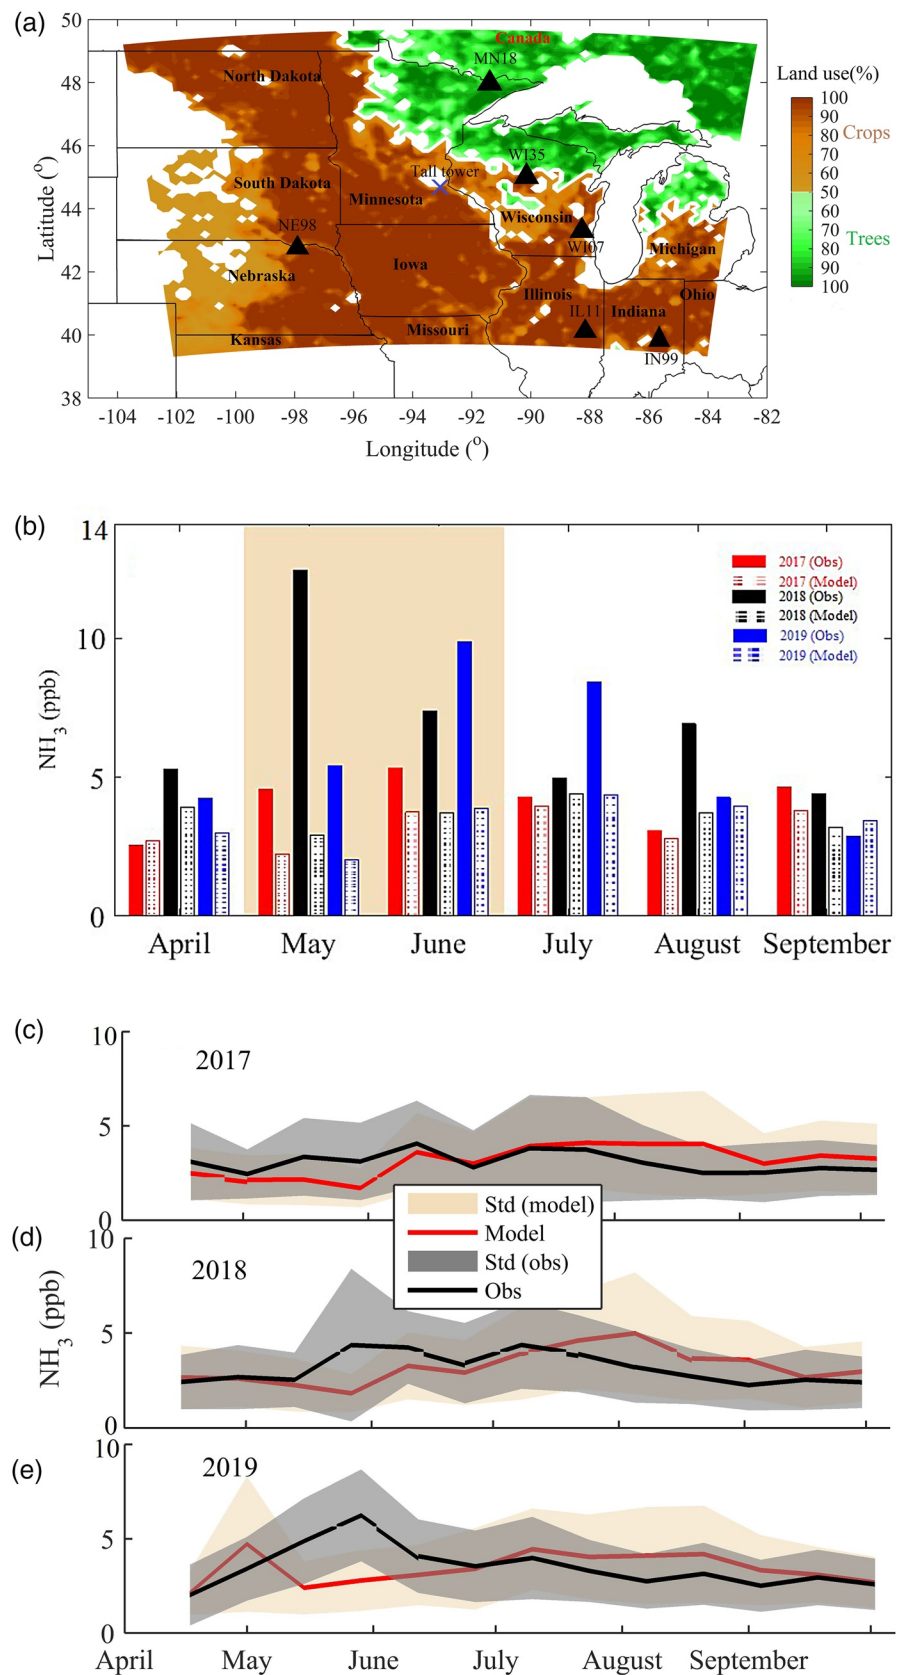 (a)
50
48
46
44
42
40
38
Latitude (o)
-104
-102
-100
-98
-96
-94
-92
-90
-88
-86
-84
-82
Longitude (o)
Canada
MN18
North Dakota
WI35
Tall tower
South Dakota
Minnesota
NE98
Wisconsin
WI07
Michigan
Iowa
Nebraska
Illinois
Ohio
IL11
Indiana
Missouri
Kansas
IN99
Land use(%)
100
90
80
70
60
50
60
70
80
90
100
Crops
Trees
(b)
14
10
5
0
NH3 (ppb)
2017 (Obs)
2017 (Model)
2018 (Obs)
2018 (Model)
2019 (Obs)
2019 (Model)
April
May
June
July
August
September
(c)
10
5
0
2017
Std (model)
Model
Std (obs)
Obs
(d)
10
5
0
2018
NH3 (ppb)
(e)
10
5
0
2019
April
May
June
July
August
September